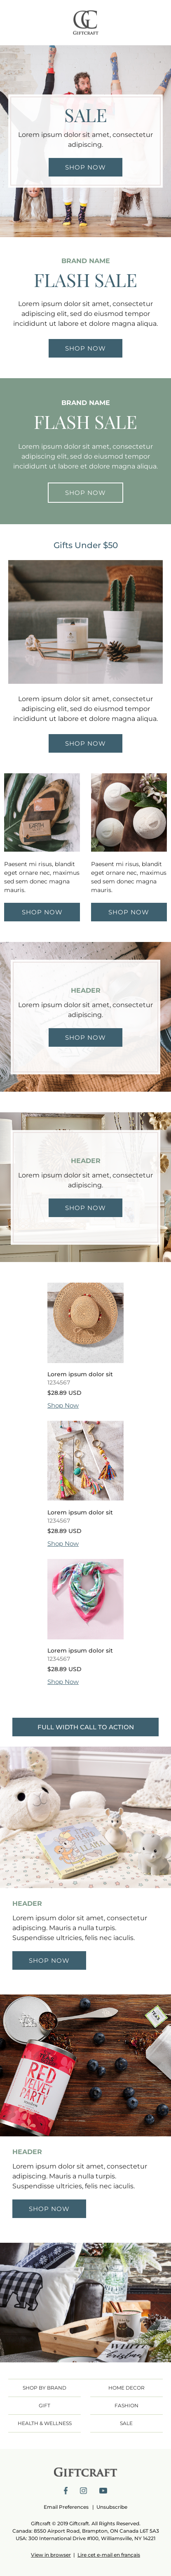 GC
GIFTCRAFT
SALE
Lorem ipsum dolor sit amet, consectetur
adipiscing.
SHOP NOW
BRAND NAME
FLASH SALE
Lorem ipsum dolor sit amet, consectetur
adipiscing elit, sed do eiusmod tempor
incididunt ut labore et dolore magna aliqua.
SHOP NOW
BRAND NAME
FLASH SALE
Lorem ipsum dolor sit amet, consectetur
adipiscing elit, sed do eiusmod tempor
incididunt ut labore et dolore magna aliqua.
SHOP NOW
Gifts Under $50
Lorem ipsum dolor sit amet, consectetur
adipiscing elit, sed do eiusmod tempor
incididunt ut labore et dolore magna aliqua.
SHOP NOW
Paesent mi risus, blandit
eget ornare nec, maximus
sed sem donec magna
mauris.
SHOP NOW
Paesent mi risus, blandit
eget ornare nec, maximus
sed sem donec magna
mauris.
SHOP NOW
HEADER
Lorem ipsum dolor sit amet, consectetur
adipiscing.
SHOP NOW
HEADER
Lorem ipsum dolor sit amet, consectetur
adipiscing.
SHOP NOW
Lorem ipsum dolor sit
1234567
$28.89 USD
Shop Now
Lorem ipsum dolor sit
1234567
$28.89 USD
Shop Now
Lorem ipsum dolor sit
1234567
$28.89 USD
Shop Now
FULL WIDTH CALL TO ACTION
HEADER
Lorem ipsum dolor sit amet, consectetur
adipiscing. Mauris a nulla turpis.
Suspendisse ultricies, felis nec iaculis.
SHOP NOW
RED
VELVET
PARTY
HEADER
Lorem ipsum dolor sit amet, consectetur
adipiscing. Mauris a nulla turpis.
Suspendisse ultricies, felis nec iaculis.
SHOP NOW
SHOP BY BRAND
HOME DECOR
GIFT
FASHION
HEALTH & WELLNESS
SALE
GIFTCRAFT
Email Preferences | Unsubscribe
Giftcraft © 2019 Giftcraft. All Rights Reserved.
Canada: 8550 Airport Road, Brampton, ON Canada L6T 5A3
USA: 300 International Drive #100, Williamsville, NY 14221
View in browser | Lire cet e-mail en français